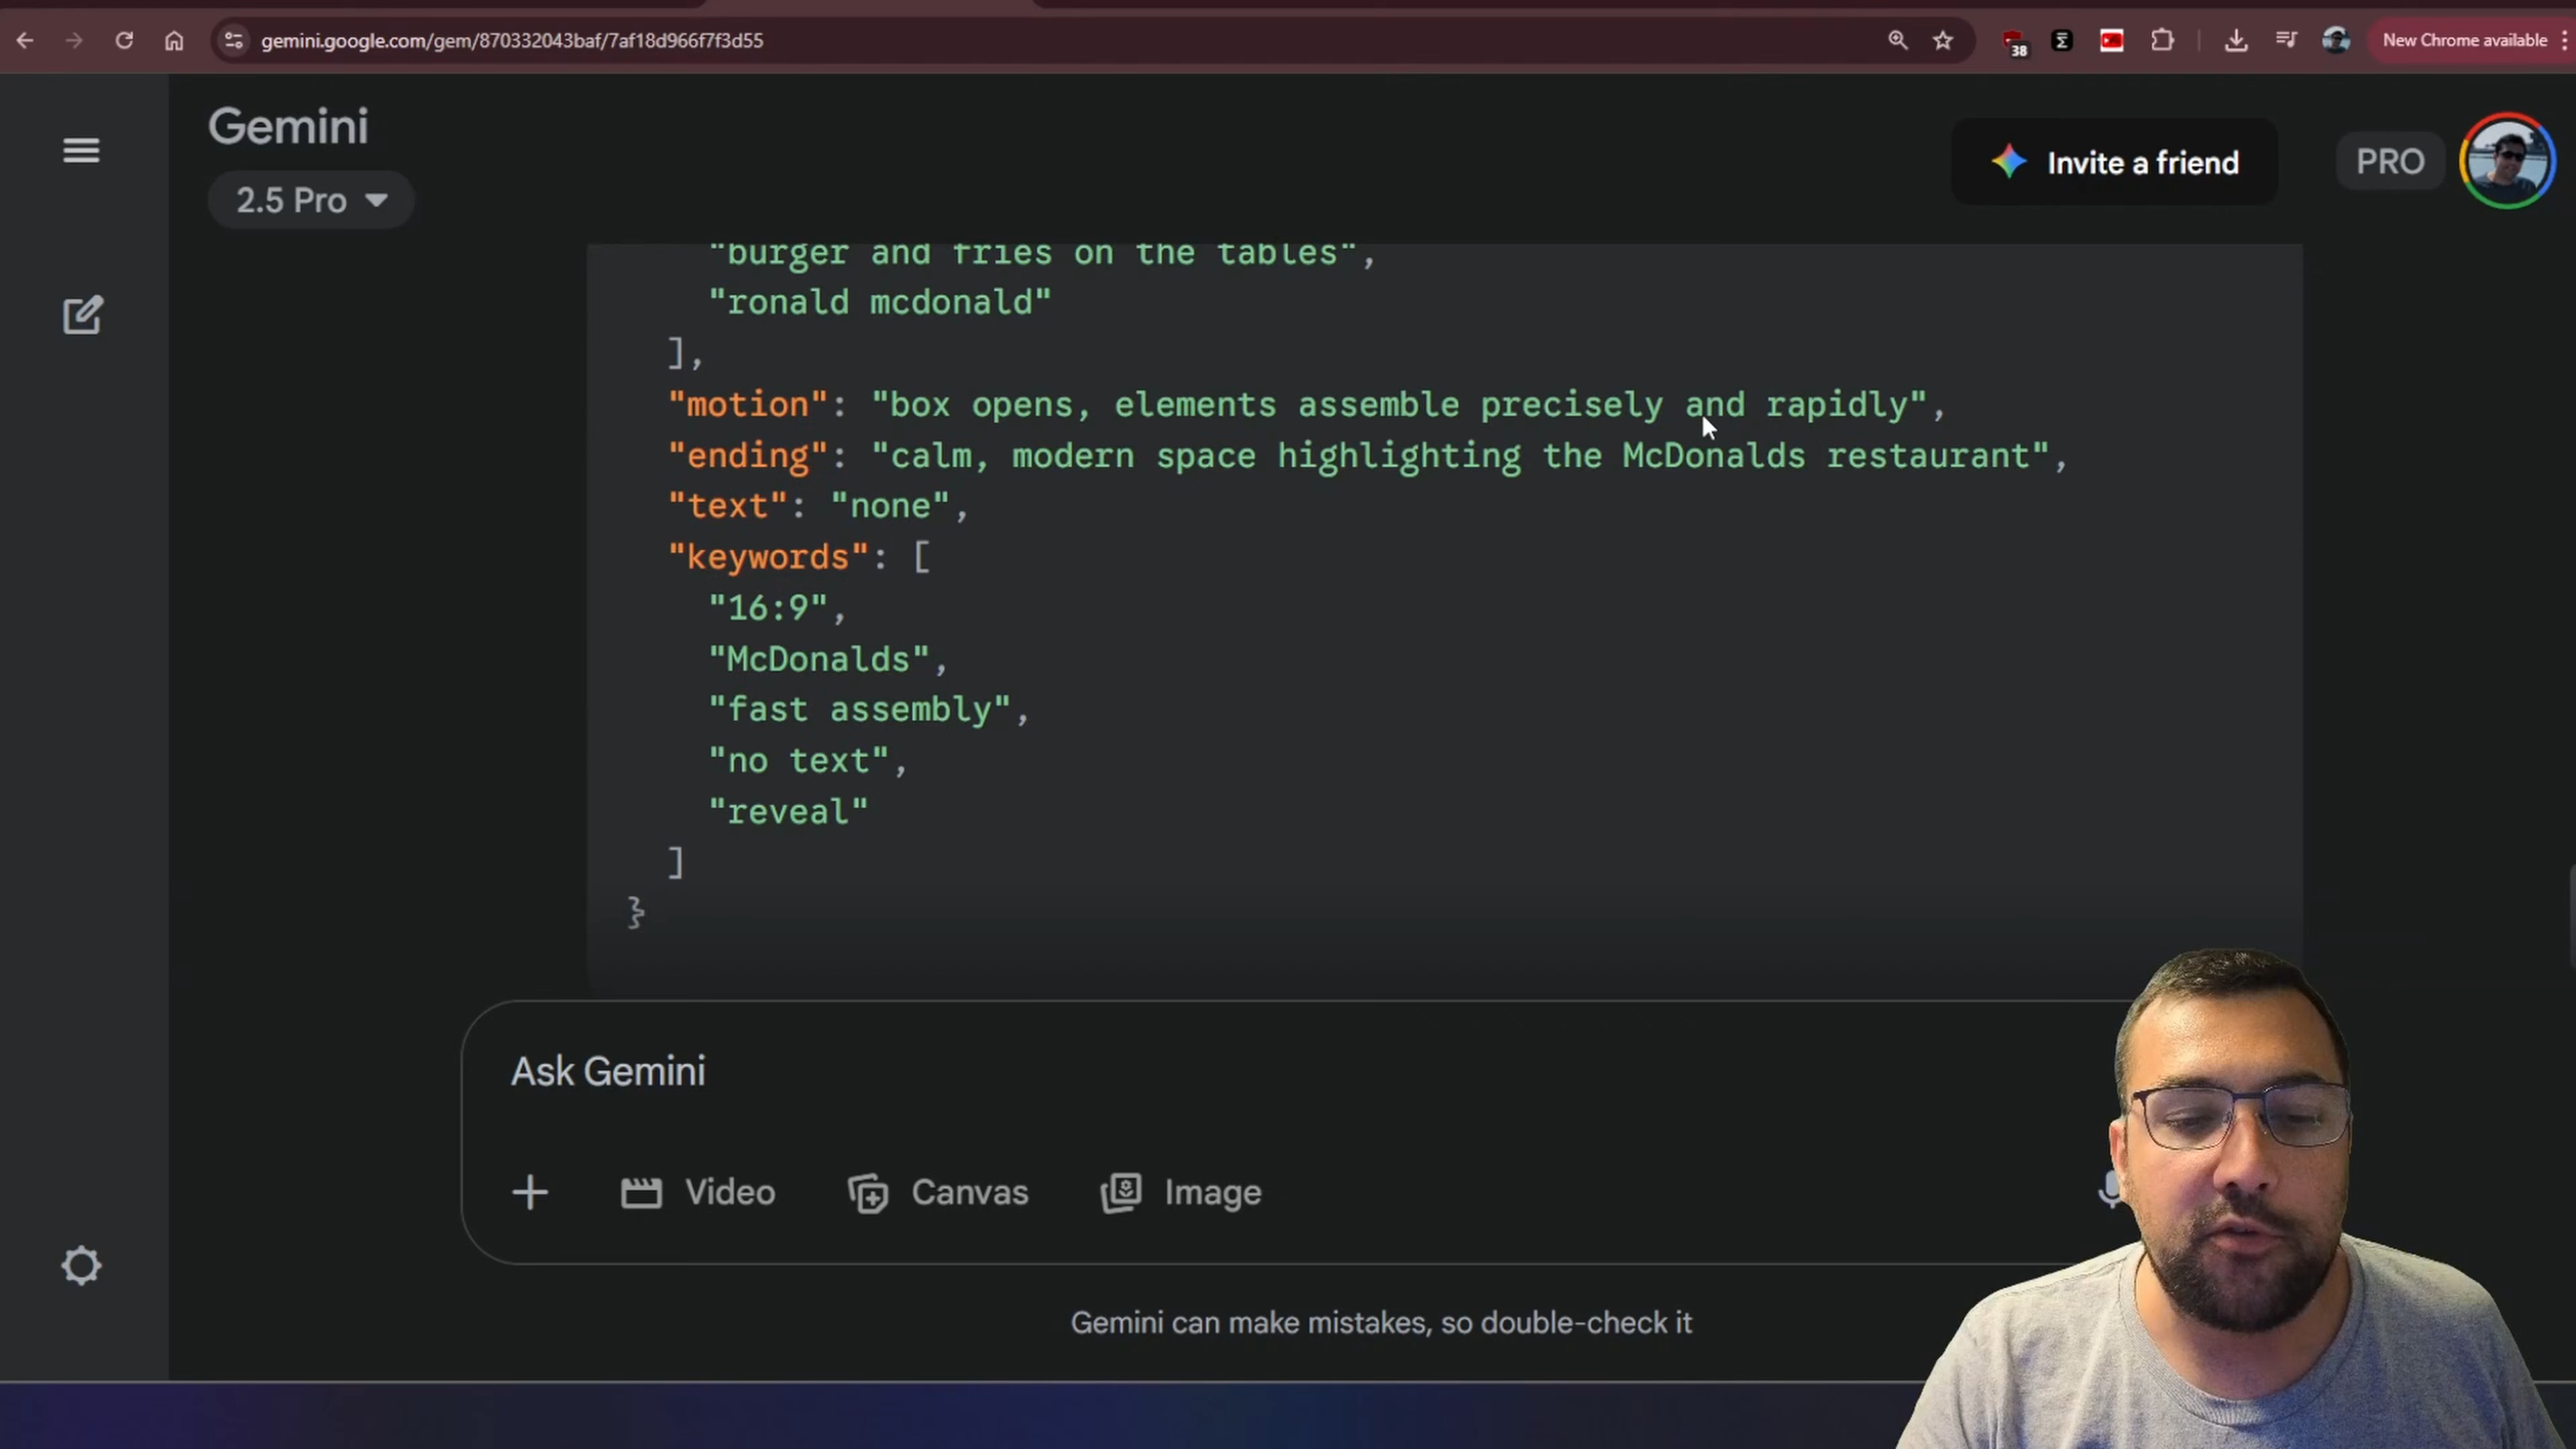 gemini.google.com/gem/870332043baf/7af18d966f7f3d55
38
New Chrome available
Gemini
2.5 Pro
Invite a friend
PRO
"burger and fries on the tables",
"ronald mcdonald"
],
"motion": "box opens, elements assemble precisely and rapidly",
"ending": "calm, modern space highlighting the McDonalds restaurant",
"text": "none",
"keywords": [
"16:9",
"McDonalds",
"fast assembly",
"no text",
"reveal"
]
}
Ask Gemini
Video
Canvas
Image
Gemini can make mistakes, so double-check it